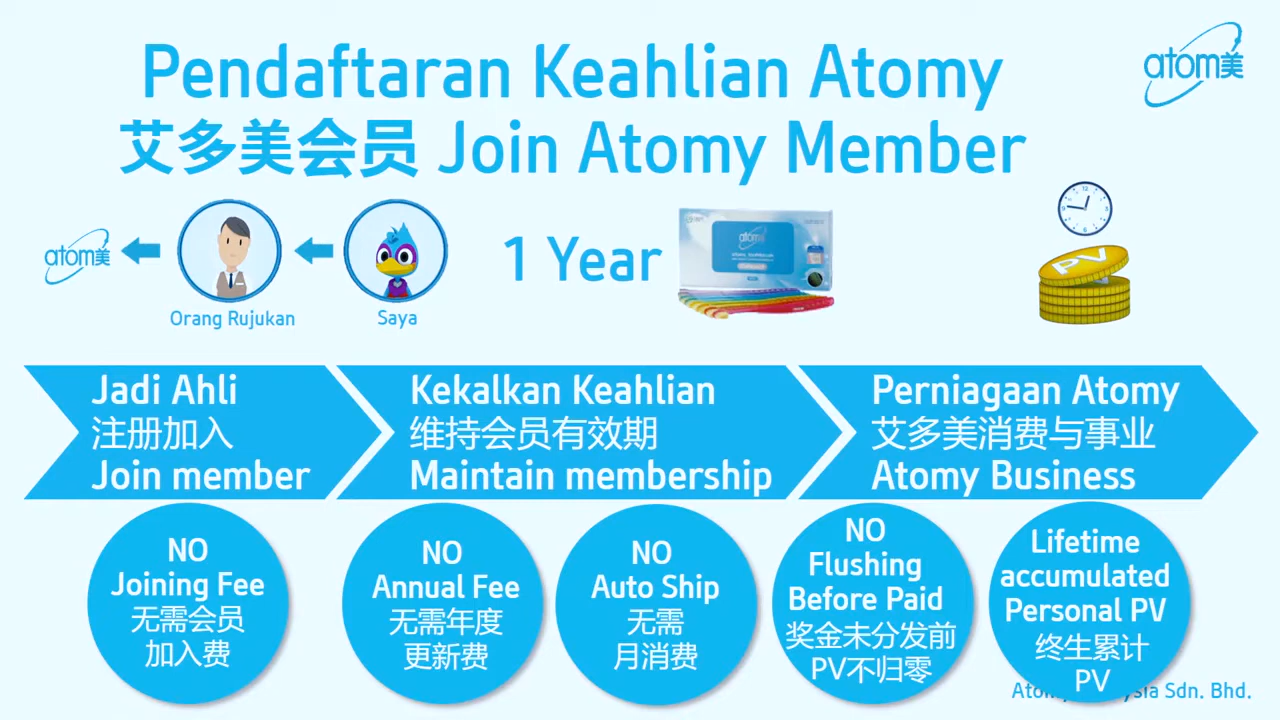 Pendaftaran Keahlian Atomy
艾多美会员 Join Atomy Member
atom美
atom美
Orang Rujukan
Saya
1 Year
PV
Jadi Ahli
注册加入
Join member
Kekalkan Keahlian
维持会员有效期
Maintain membership
Perniagaan Atomy
艾多美消费与事业
Atomy Business
NO
Joining Fee
无需会员
加入费
NO
Annual Fee
无需年度
更新费
NO
Auto Ship
无需
月消费
NO
Flushing
Before Paid
奖金未分发前
PV不归零
Lifetime
accumulated
Personal PV
终生累计
PV
Sdn. Bhd.